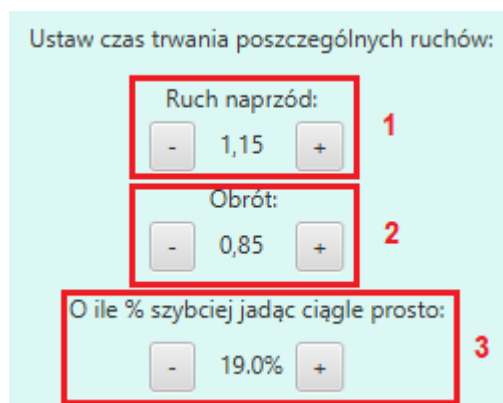 Ustaw czas trwania poszczególnych ruchów:
Ruch naprzód:
- 1,15 + 1
Obrót:
- 0,85 + 2
O ile % szybciej jadąc ciągle prosto:
- 19.0% + 3